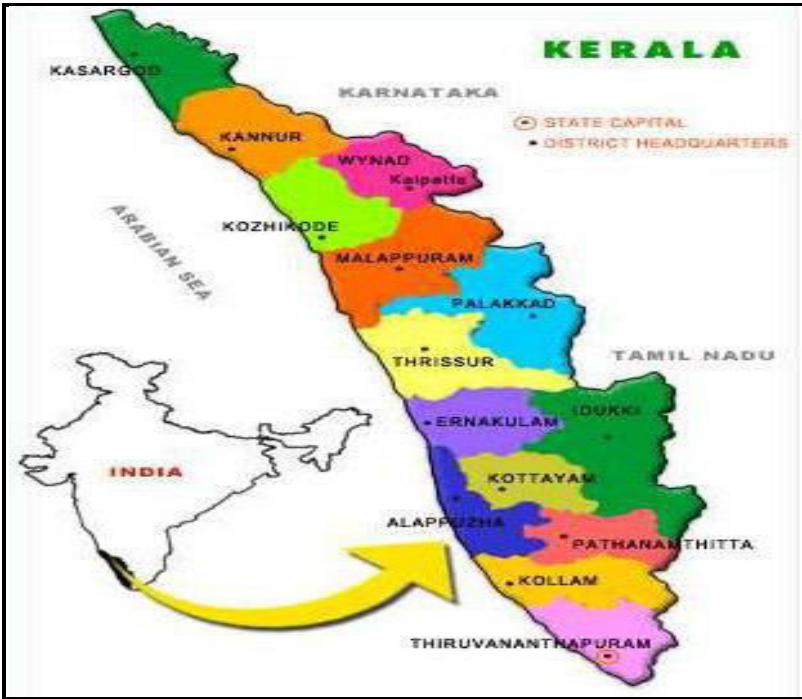 KERALA
KASARGOD
KARNATAKA
STATE CAPITAL
DISTRICT HEADQUARTERS
KANNUR
WYNAD
Kalpatta
KOZHIKODE
ARABIAN SEA
MALAPPURAM
PALAKKAD
THRISSUR
TAMIL NADU
IDUKKI
ERNAKULAM
INDIA
KOTTAYAM
ALAPPUZHA
PATHANAMTHITTA
KOLLAM
THIRUVANANTHAPURAM